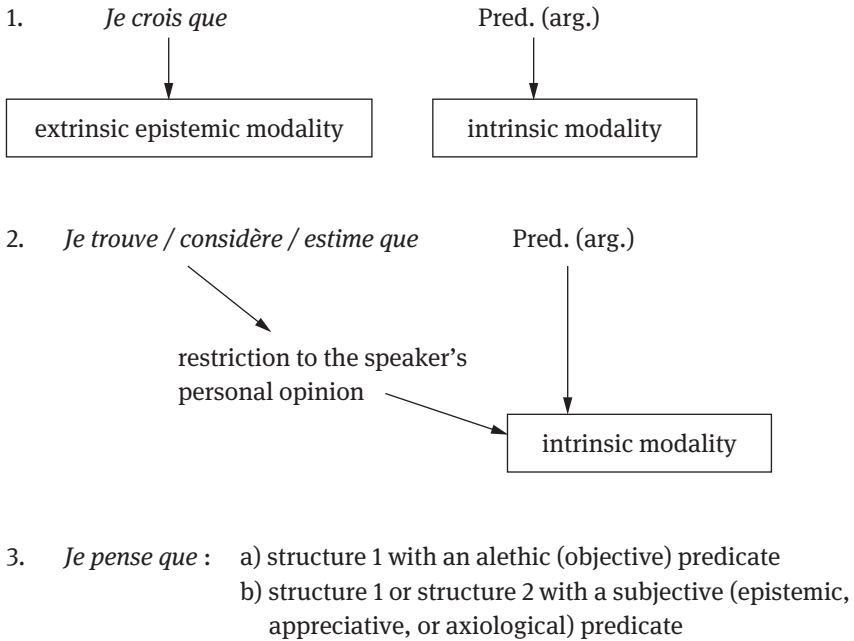 1. Je crois que Pred. (arg.)
extrinsic epistemic modality intrinsic modality
2. Je trouve / considère / estime que Pred. (arg.)
restriction to the speaker’s
personal opinion
intrinsic modality
3. Je pense que : a) structure 1 with an alethic (objective) predicate
b) structure 1 or structure 2 with a subjective (epistemic,
appreciative, or axiological) predicate